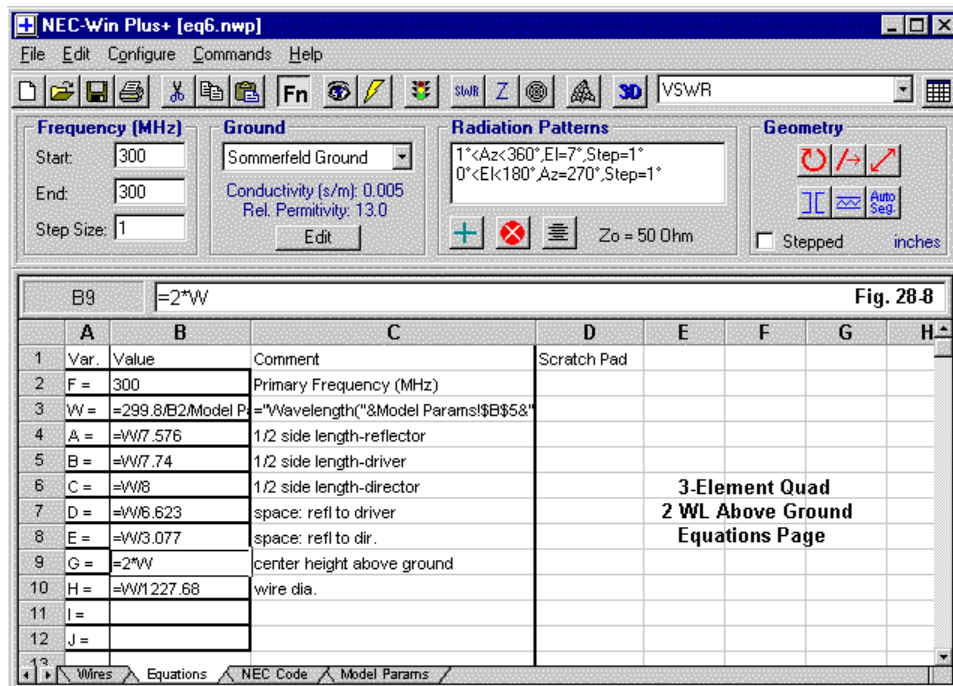 NEC-Win Plus+ [eq6.nwp]
File Edit Configure Commands Help
Fn SWR Z 3D VSWR
Frequency (MHz)
Start: 300
End: 300
Step Size: 1
Ground
Sommerfeld Ground
Conductivity (s/m): 0.005
Rel. Permitivity: 13.0
Edit
Radiation Patterns
1°<Az<360°,El=7°,Step=1°
0°<El<180°,Az=270°,Step=1°
Zo = 50 Ohm
Geometry
Auto
Seg.
Stepped inches
B9 =2*W Fig. 28-8
A B C D E F G H
1 Var. Value Comment Scratch Pad
2 F = 300 Primary Frequency (MHz)
3 W = =299.8/B2/Model Pa ="Wavelength("&Model Params!$B$5&"
4 A = =W/7.576 1/2 side length-reflector
5 B = =W/7.74 1/2 side length-driver
6 C = =W/8 1/2 side length-director 3-Element Quad
7 D = =W/6.623 space: refl to driver 2 WL Above Ground
8 E = =W/3.077 space: refl to dir. Equations Page
9 G = =2*W center height above ground
10 H = =W/1227.68 wire dia.
11 I =
12 J =
13
Wires Equations NEC Code Model Params